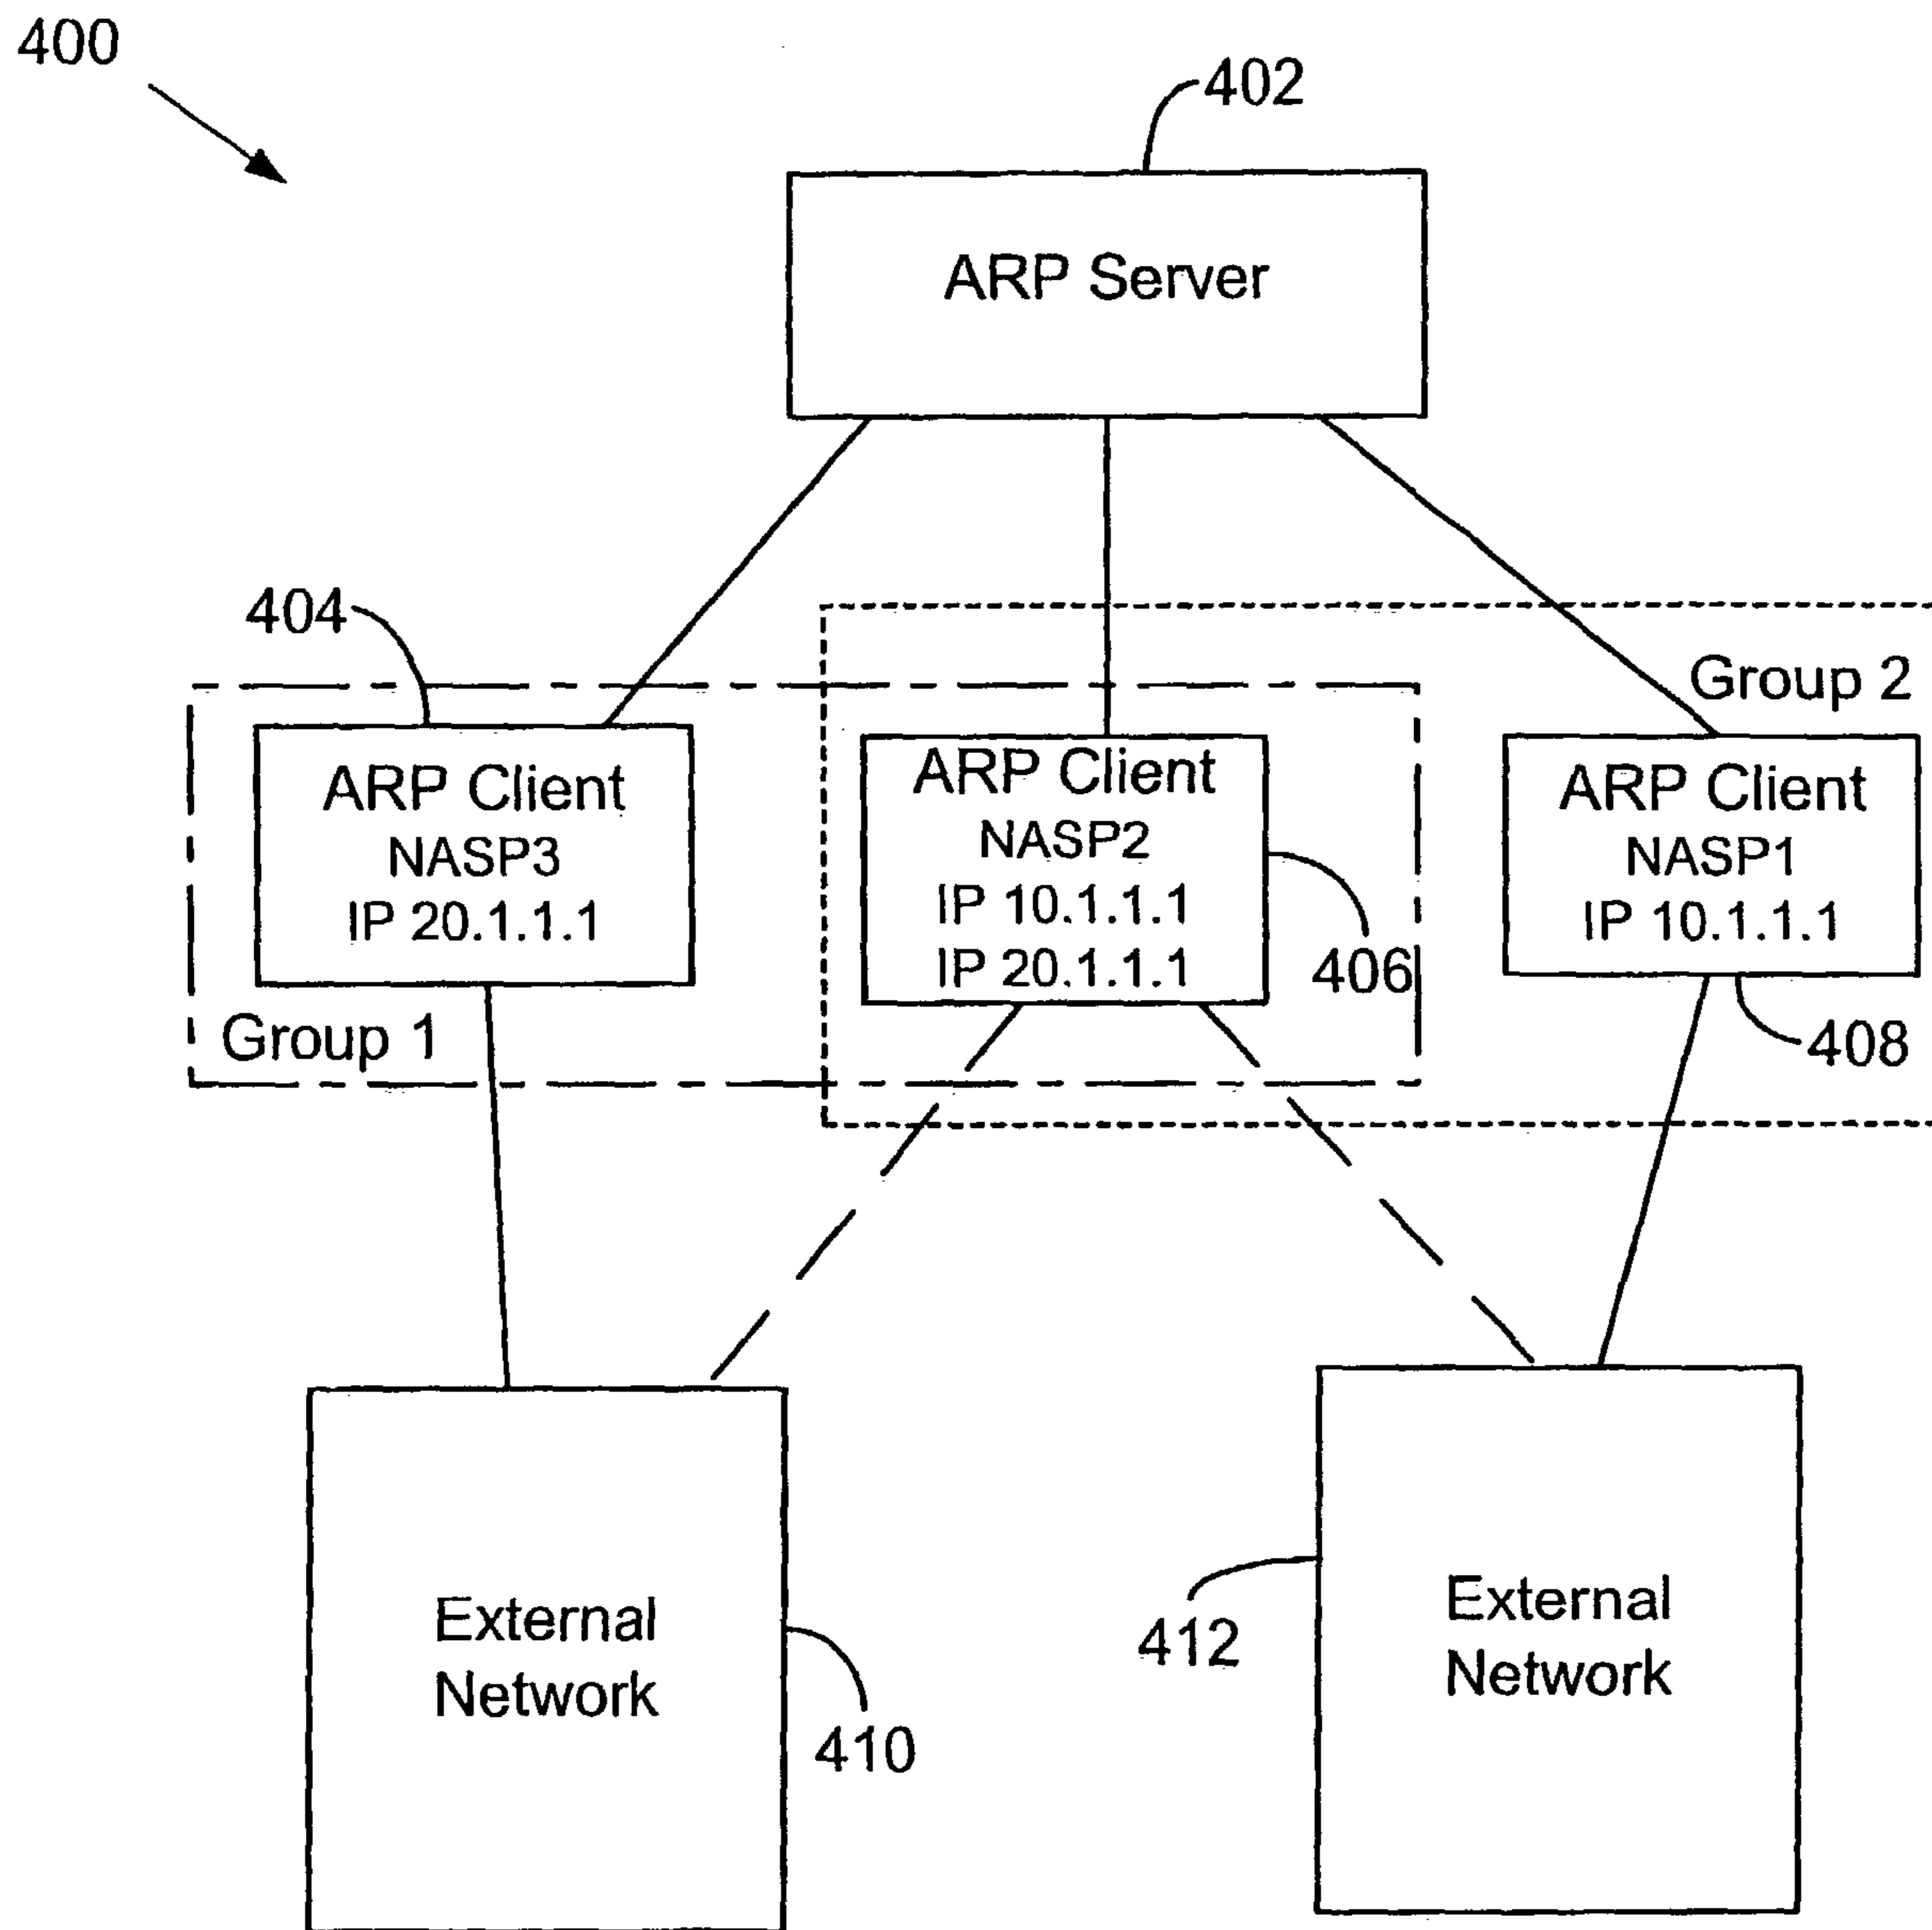 400
402
ARP Server
404
Group 2
ARP Client
NASP3
IP 20.1.1.1
ARP Client
NASP2
IP 10.1.1.1
IP 20.1.1.1
ARP Client
NASP1
IP 10.1.1.1
406
Group 1
408
External
Network
410
External
Network
412